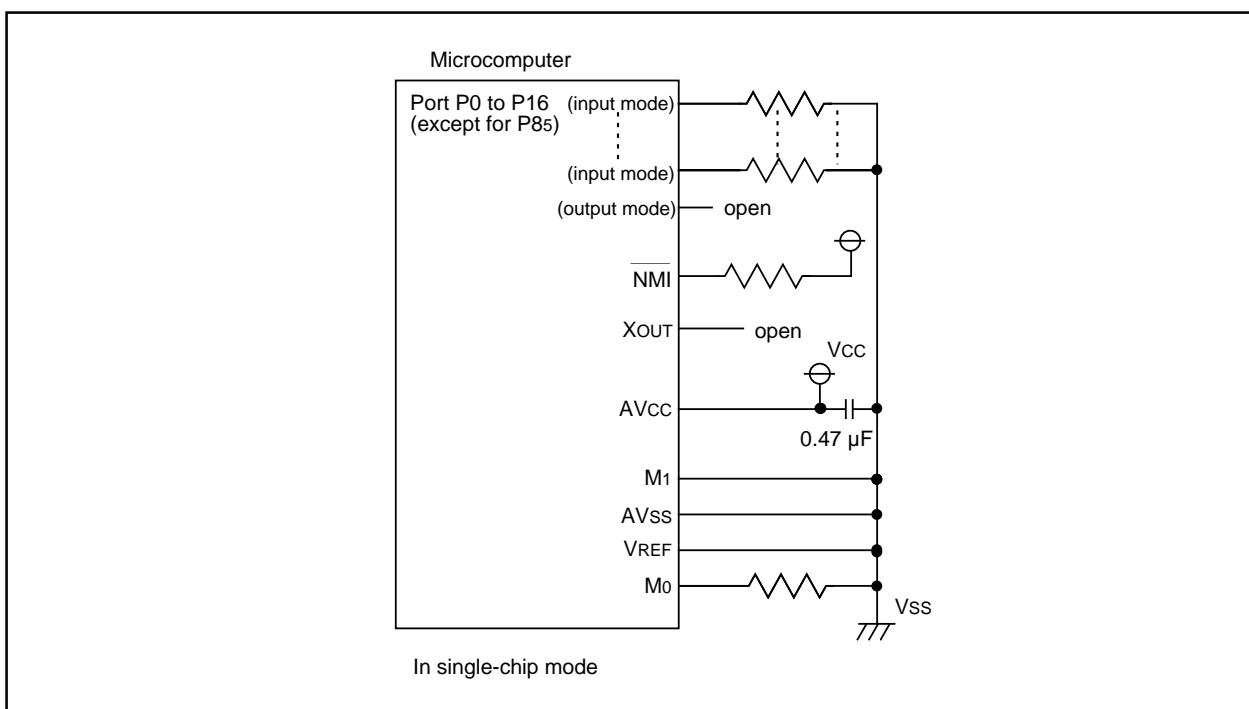 Microcomputer
Port P0 to P16 (input mode)
(except for P85)
(input mode)
(output mode) open
NMI
XOUT open
VCC
AVCC
0.47 µF
M1
AVSS
VREF
M0
VSS
In single-chip mode